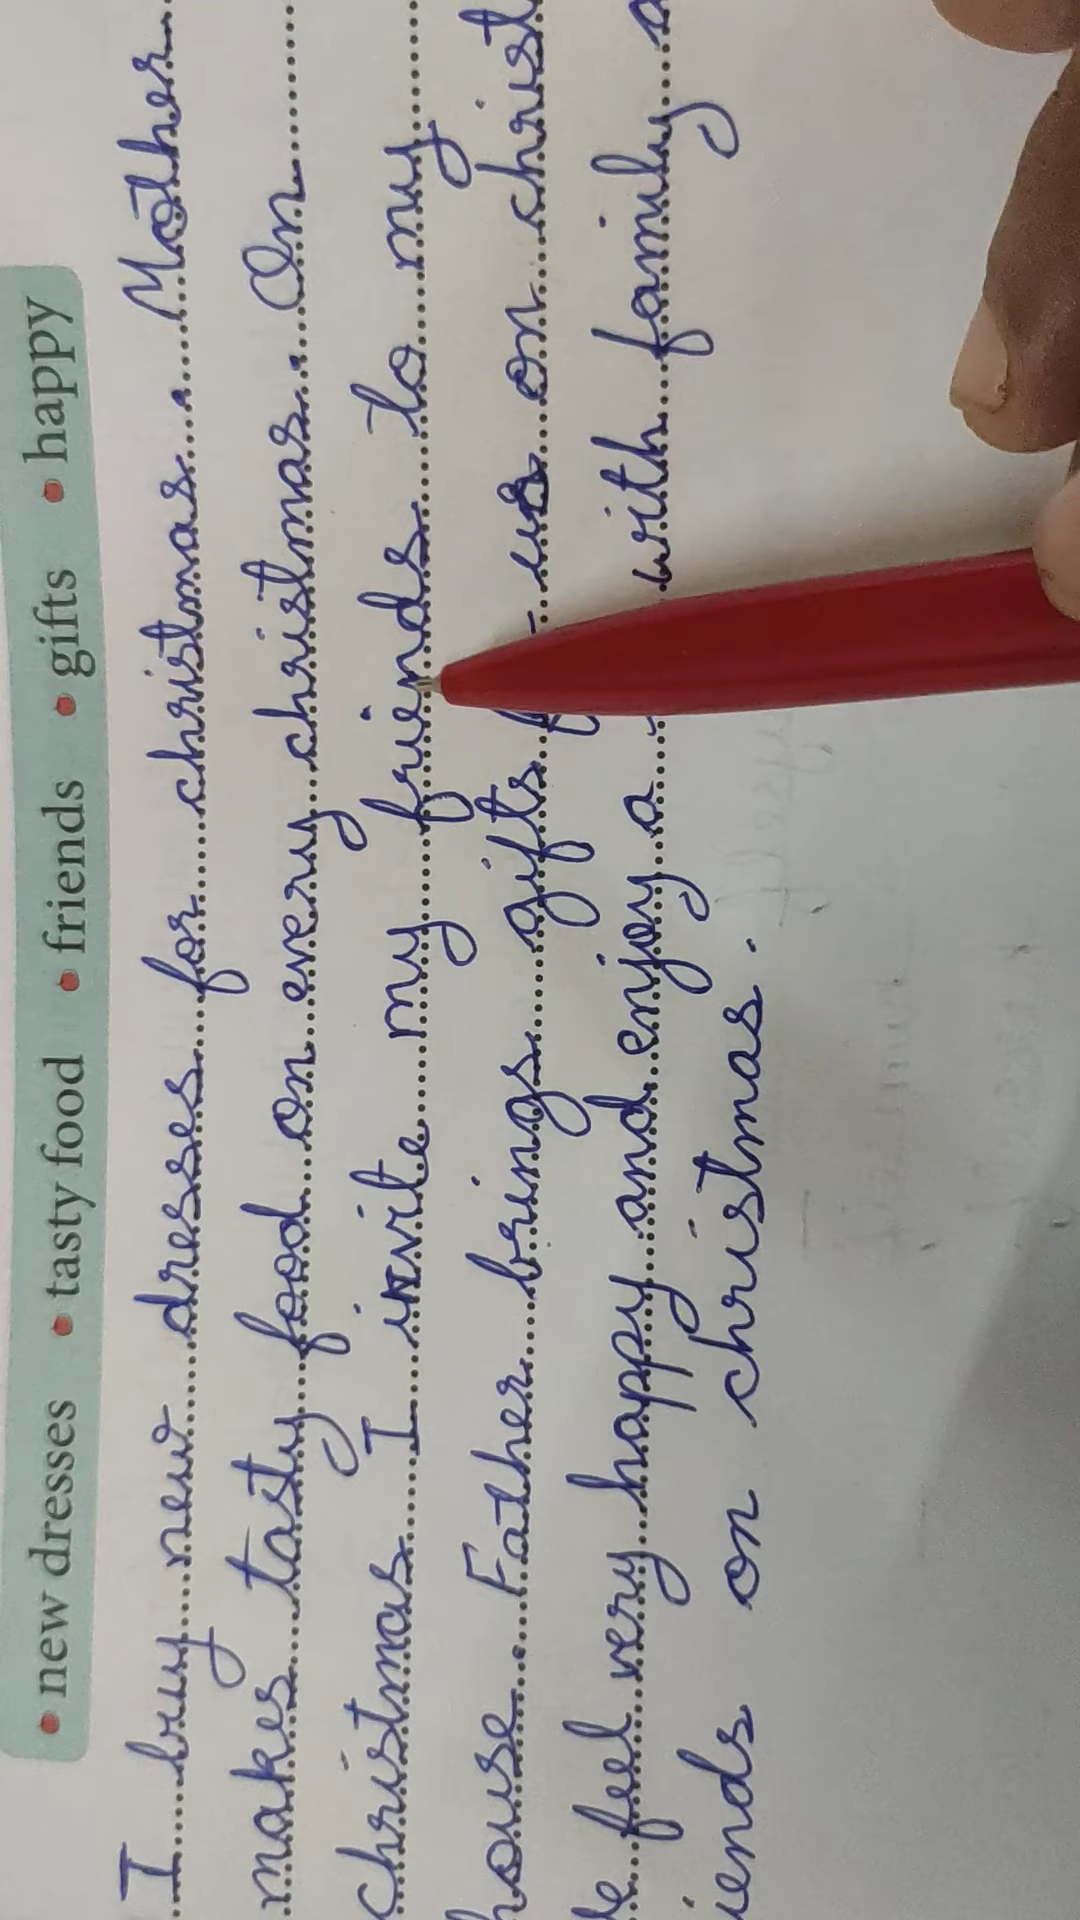 • new dresses • tasty food • friends • gifts • happy
I buy new dresses for christmas. Mother
makes tasty food on every christmas. On
christmas I invite my friends to my
house. Father brings gifts us on christ
feel very happy and enjoy a with family a
iends on christmas.